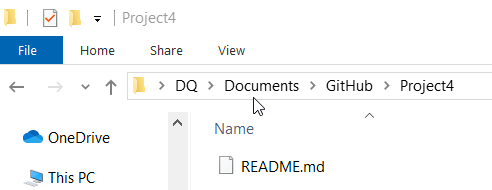 Project4
File Home Share View
DQ Documents GitHub Project4
OneDrive
Name
README.md
This PC